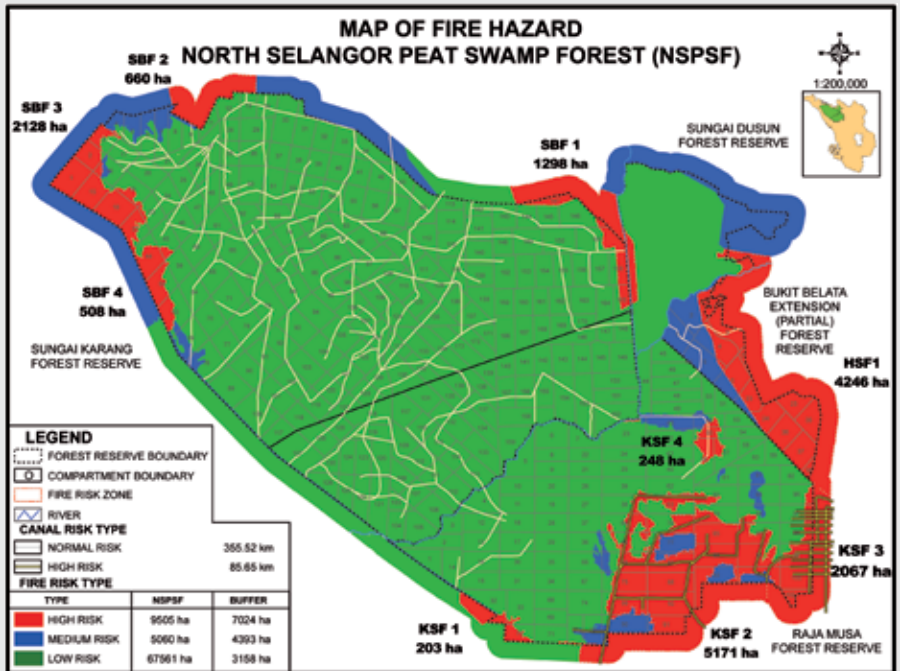 MAP OF FIRE HAZARD
NORTH SELANGOR PEAT SWAMP FOREST (NSPSF)
1:200,000
SBF 2
660 ha
SBF 3
2128 ha
SBF 1
1298 ha
SUNGAI DUSUN
FOREST RESERVE
SBF 4
508 ha
SUNGAI KARANG
FOREST RESERVE
BUKIT BELATA
EXTENSION
(PARTIAL)
FOREST
RESERVE
HSF1
4246 ha
KSF 4
248 ha
KSF 3
2067 ha
KSF 1
203 ha
KSF 2
5171 ha
RAJA MUSA
FOREST RESERVE
LEGEND
FOREST RESERVE BOUNDARY
COMPARTMENT BOUNDARY
FIRE RISK ZONE
RIVER
CANAL RISK TYPE
NORMAL RISK 355.52 km
HIGH RISK 85.65 km
FIRE RISK TYPE
TYPE NSPSF BUFFER
HIGH RISK 9505 ha 7024 ha
MEDIUM RISK 5060 ha 4393 ha
LOW RISK 67561 ha 3158 ha